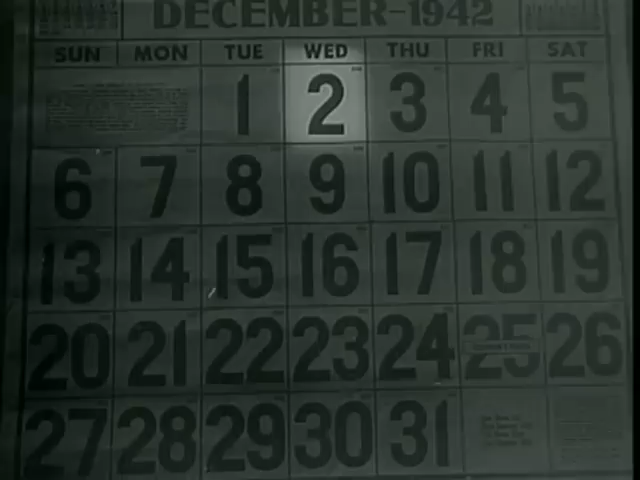 DECEMBER-1942
SUN MON TUE WED THU FRI SAT
1 2 3 4 5
6 7 8 9 10 11 12
13 14 15 16 17 18 19
20 21 22 23 24 25 26
27 28 29 30 31